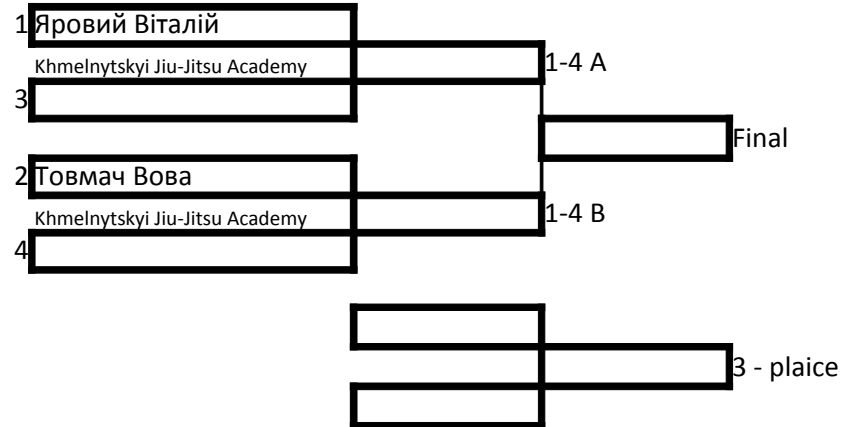 1 Яровий Віталій
Khmelnytskyi Jiu-Jitsu Academy
1-4 A
3
Final
2 Товмач Вова
Khmelnytskyi Jiu-Jitsu Academy
1-4 B
4
3 - plaice